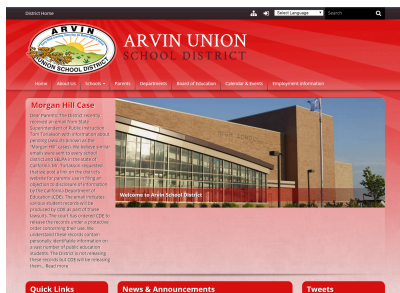 District Home
Select Language
Search
ARVIN
UNION SCHOOL DISTRICT
ARVIN UNION
SCHOOL DISTRICT
Home About Us Schools Parents Departments Board of Education Calendar & Events Employment Information
Morgan Hill Case
Dear Parents: The District recently
received an email from State
Superintendent of Public Instruction
Tom Torlakson with information about
pending lawsuits known as the
"Morgan Hill" cases. We believe similar
emails were sent to every school
district and SELPA in the state of
California. Mr. Torlakson requested
that we post a link on the district's
website for parents' use in filing an
objection to disclosure of information
by the California Department of
Education (CDE). The email indicates
various student records will be
produced by CDE as part of those
lawsuits. The court has ordered CDE to
release the records under a protective
order concerning their use. We
understand these records contain
personally identifiable information on
a vast number of public education
students. The District is not releasing
these records but CDE will be releasing
them... Read more
HIGH SCHOOL
Welcome to Arvin School District
Quick Links
News & Announcements
Tweets